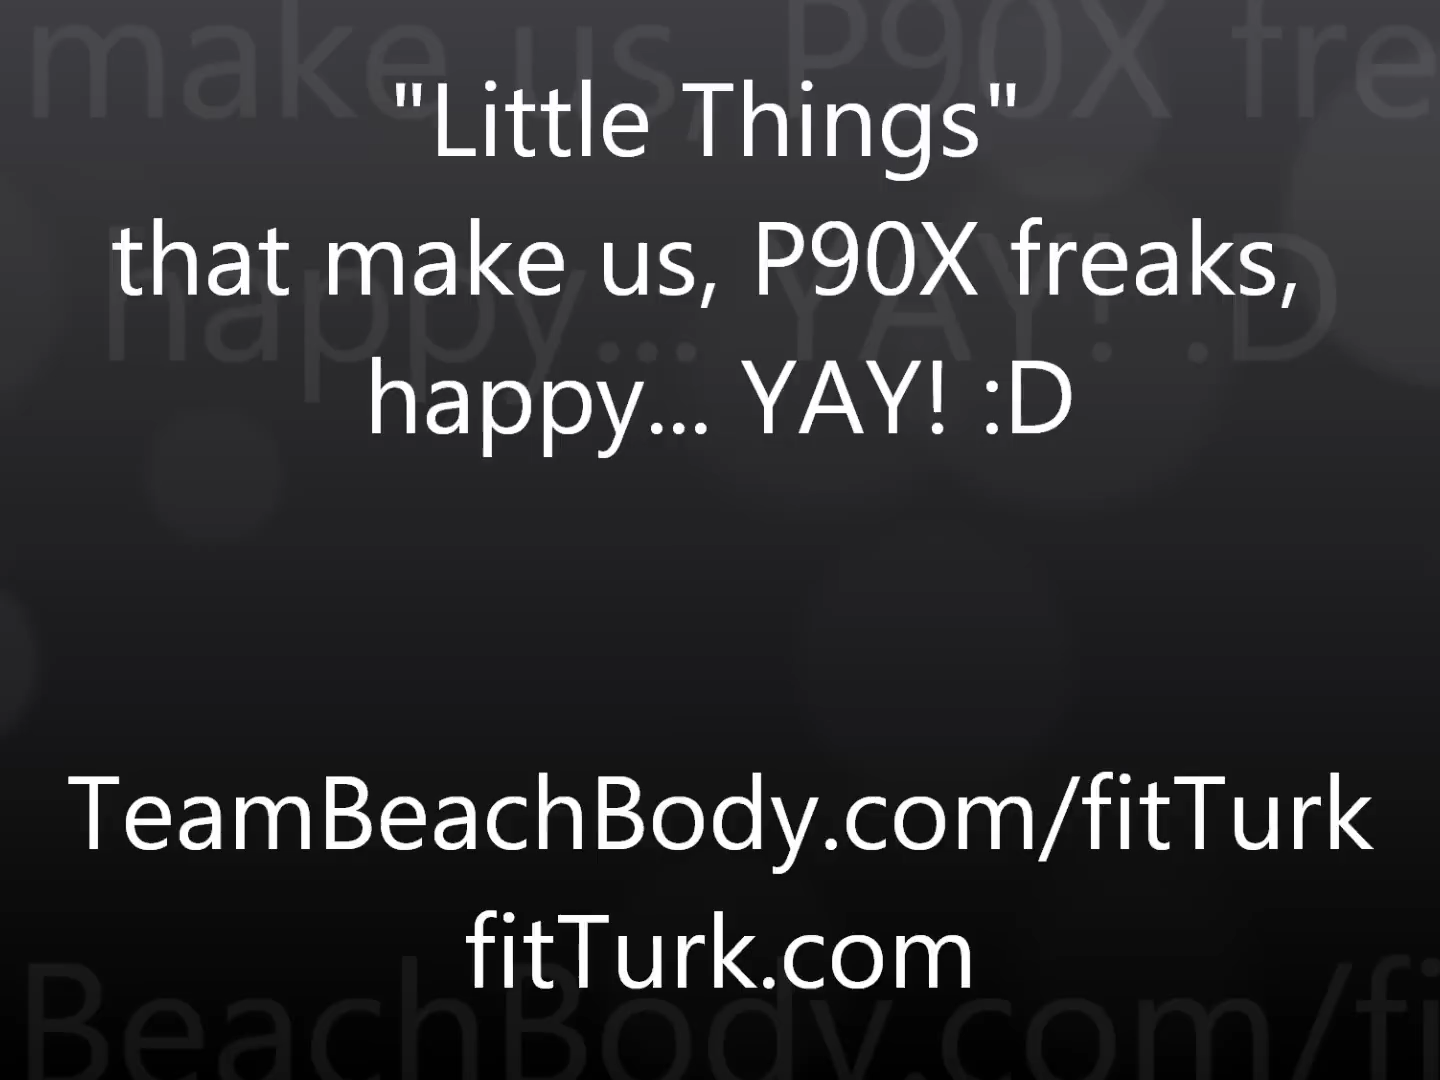 "Little Things"
that make us, P90X freaks,
happy... YAY! :D
TeamBeachBody.com/fitTurk
fitTurk.com